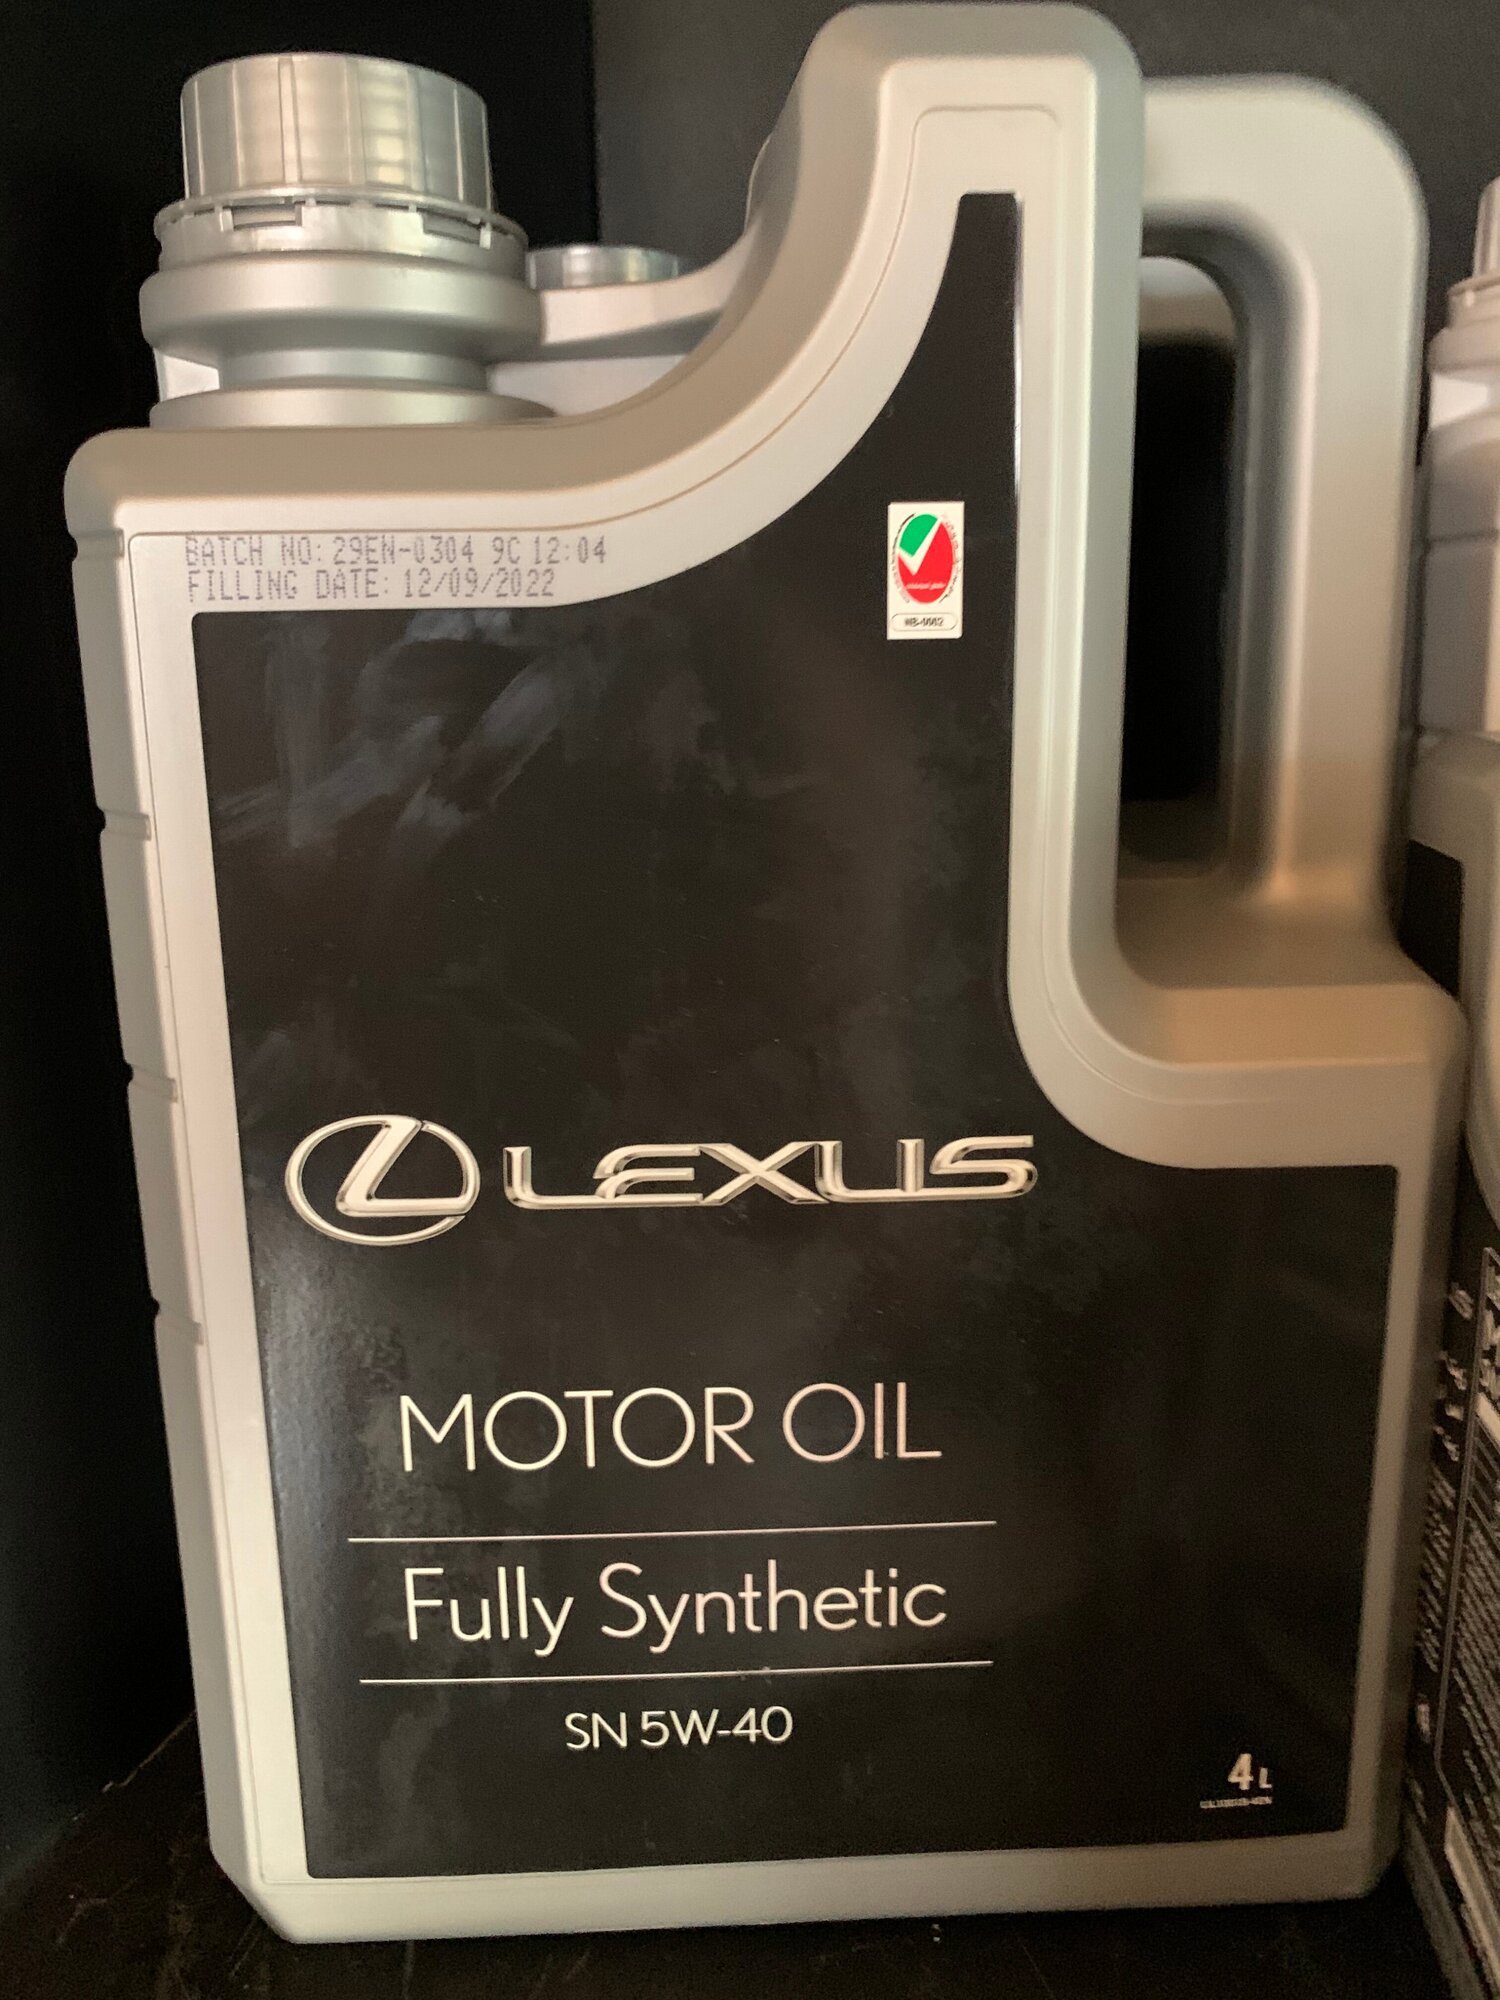 BATCH NO: 29EN-0304 9C 12:04
FILLING DATE: 12/09/2022
LEXUS
MOTOR OIL
Fully Synthetic
SN 5W-40
4L